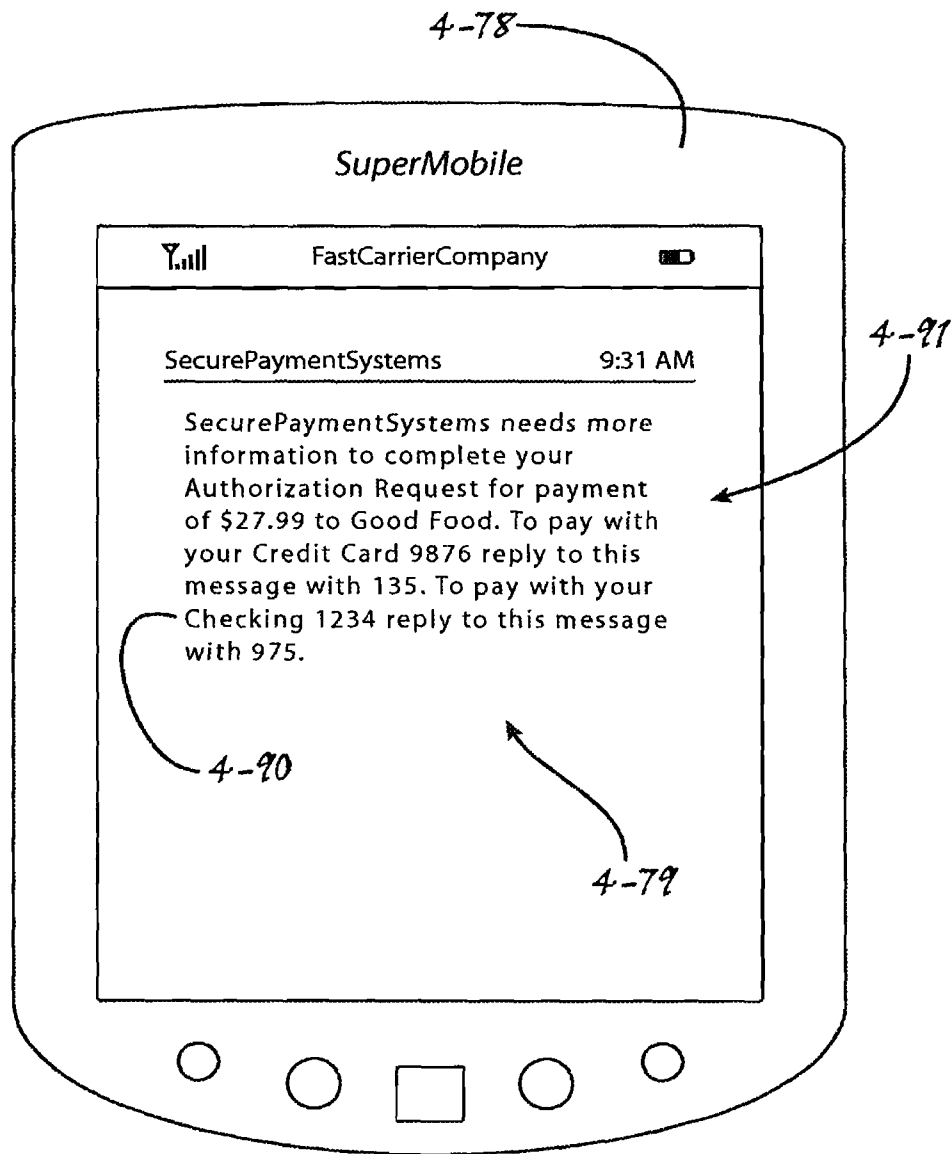 4-78
SuperMobile
FastCarrierCompany
4-91
SecurePaymentSystems 9:31 AM
SecurePaymentSystems needs more
information to complete your
Authorization Request for payment
of $27.99 to Good Food. To pay with
your Credit Card 9876 reply to this
message with 135. To pay with your
Checking 1234 reply to this message
with 975.
4-90
4-79